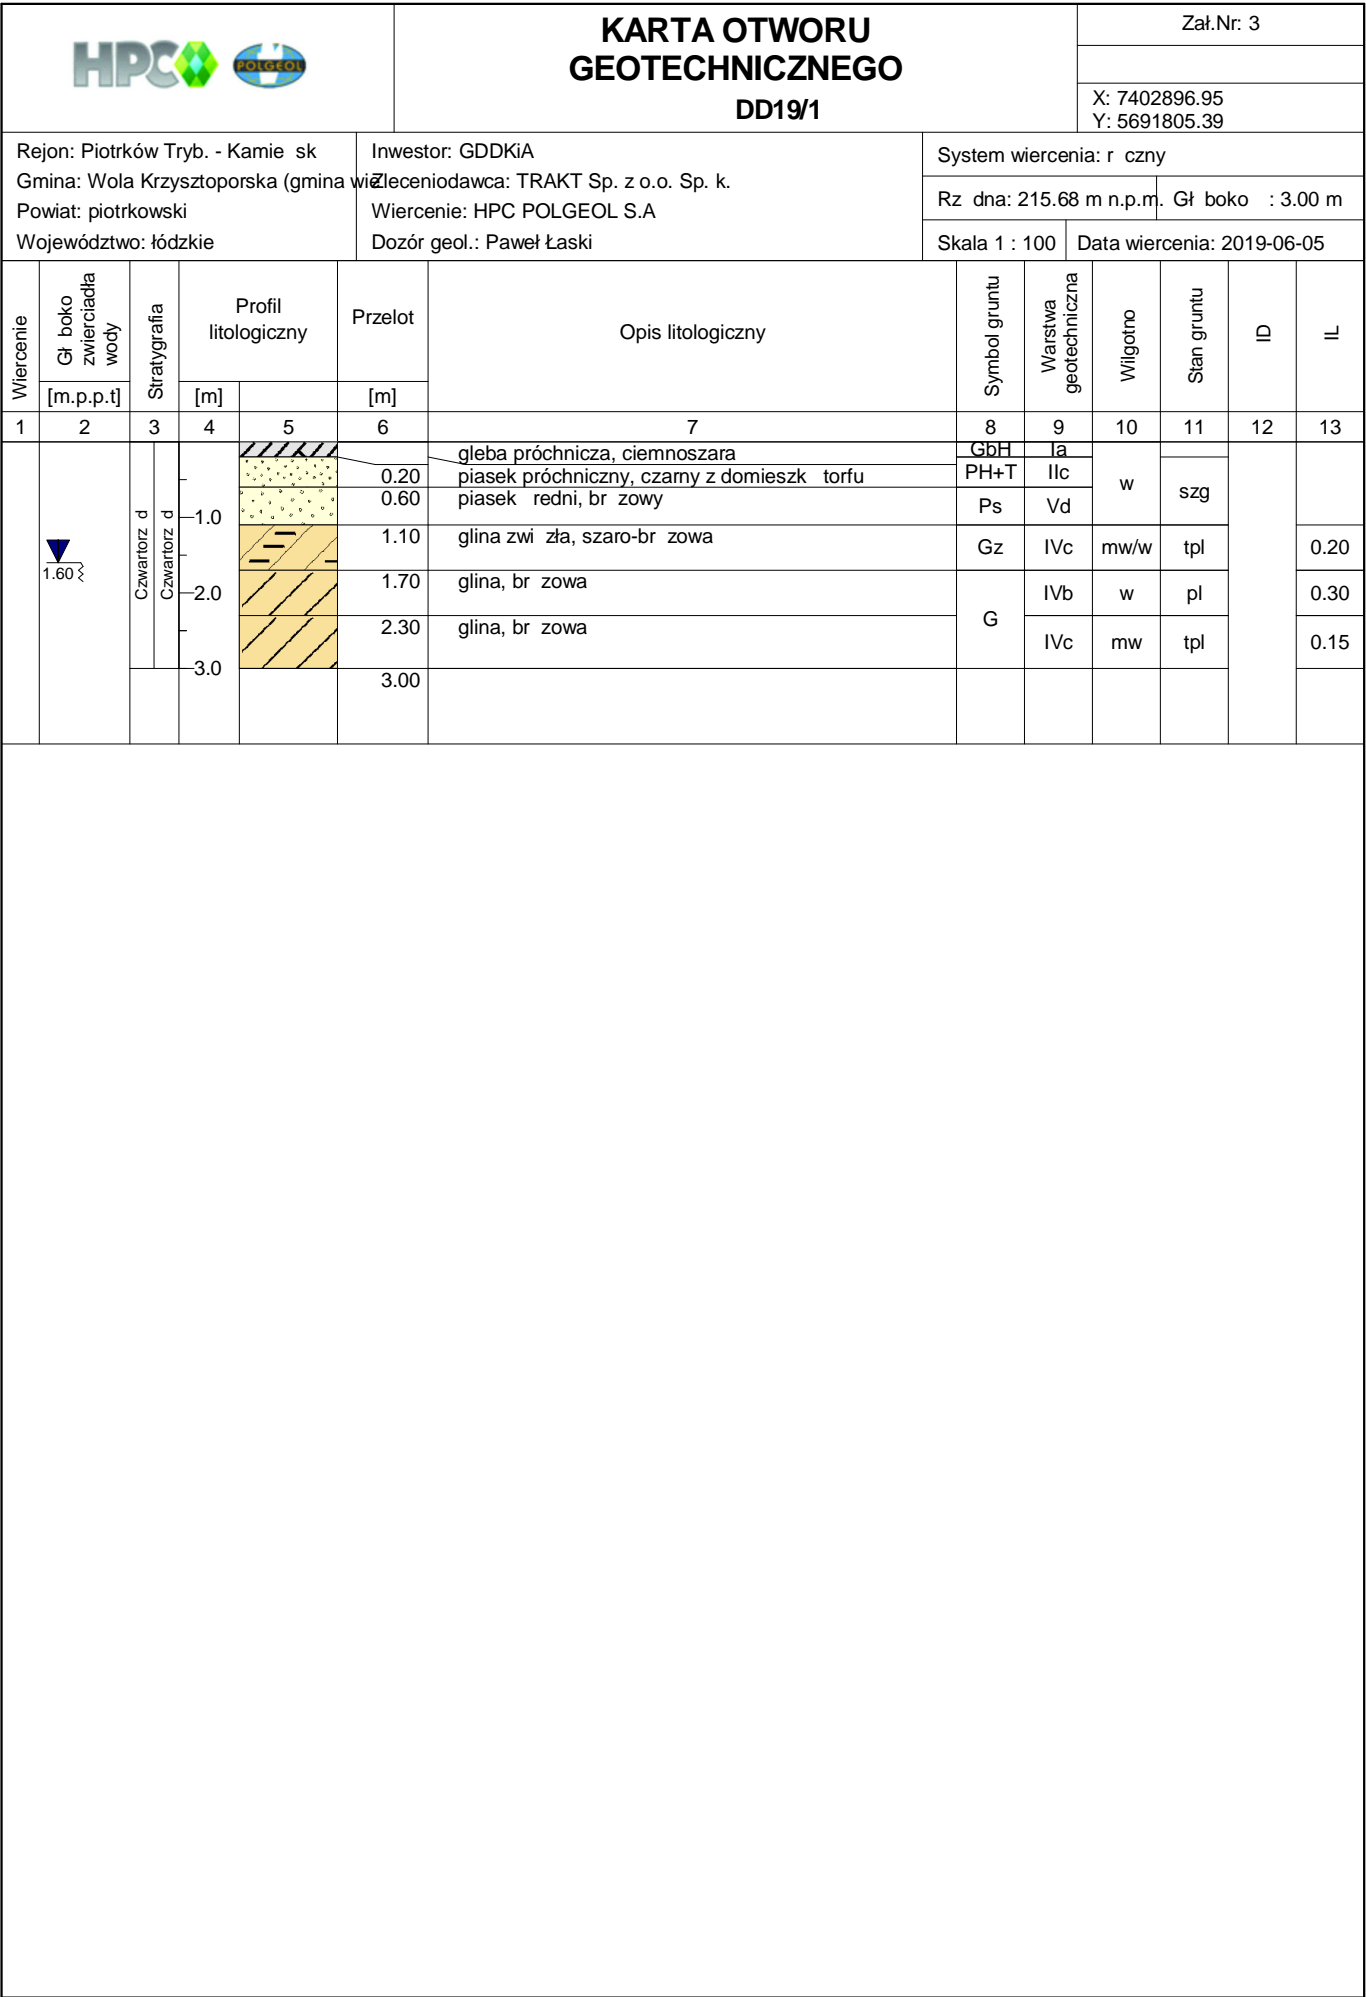 HPC POLGEOL
KARTA OTWORU
GEOTECHNICZNEGO
DD19/1
Zał.Nr: 3
X: 7402896.95
Y: 5691805.39
Rejon: Piotrków Tryb. - Kamie sk
Gmina: Wola Krzysztoporska (gmina wie
Powiat: piotrkowski
Województwo: łódzkie
Inwestor: GDDKiA
Zleceniodawca: TRAKT Sp. z o.o. Sp. k.
Wiercenie: HPC POLGEOL S.A
Dozór geol.: Paweł Łaski
System wiercenia: r czny
Rz dna: 215.68 m n.p.m. Gł boko : 3.00 m
Skala 1 : 100 Data wiercenia: 2019-06-05
Wiercenie
Gł boko
zwierciadła
wody
[m.p.p.t]
Stratygrafia
Profil
litologiczny
[m]
Przelot
[m]
Opis litologiczny
Symbol gruntu
Warstwa
geotechniczna
Wilgotno
Stan gruntu
ID
IL
1 2 3 4 5 6 7 8 9 10 11 12 13
1.60
Czwartorz d
Czwartorz d
1.0
2.0
3.0
gleba próchnicza, ciemnoszara GbH Ia
0.20 piasek próchniczny, czarny z domieszk torfu PH+T IIc w szg
0.60 piasek redni, br zowy Ps Vd
1.10 glina zwi zła, szaro-br zowa Gz IVc mw/w tpl 0.20
1.70 glina, br zowa G IVb w pl 0.30
2.30 glina, br zowa IVc mw tpl 0.15
3.00